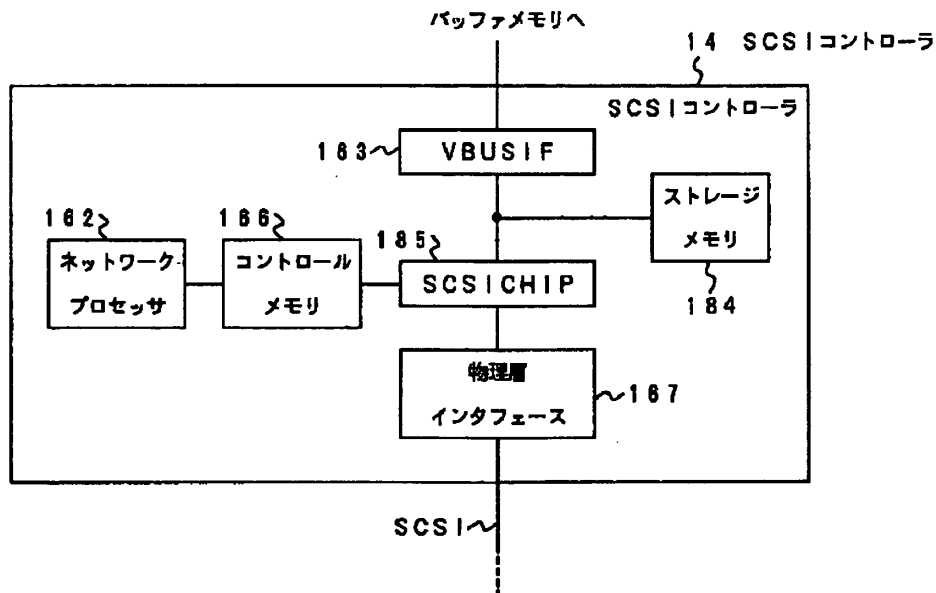 バッファメモリへ
14 SCSIコントローラ
SCSIコントローラ
163
VBUSIF
ストレージ
メモリ
184
162
ネットワーク
プロセッサ
166
コントロール
メモリ
185
SCSICHIP
物理層
インタフェース
167
SCSI